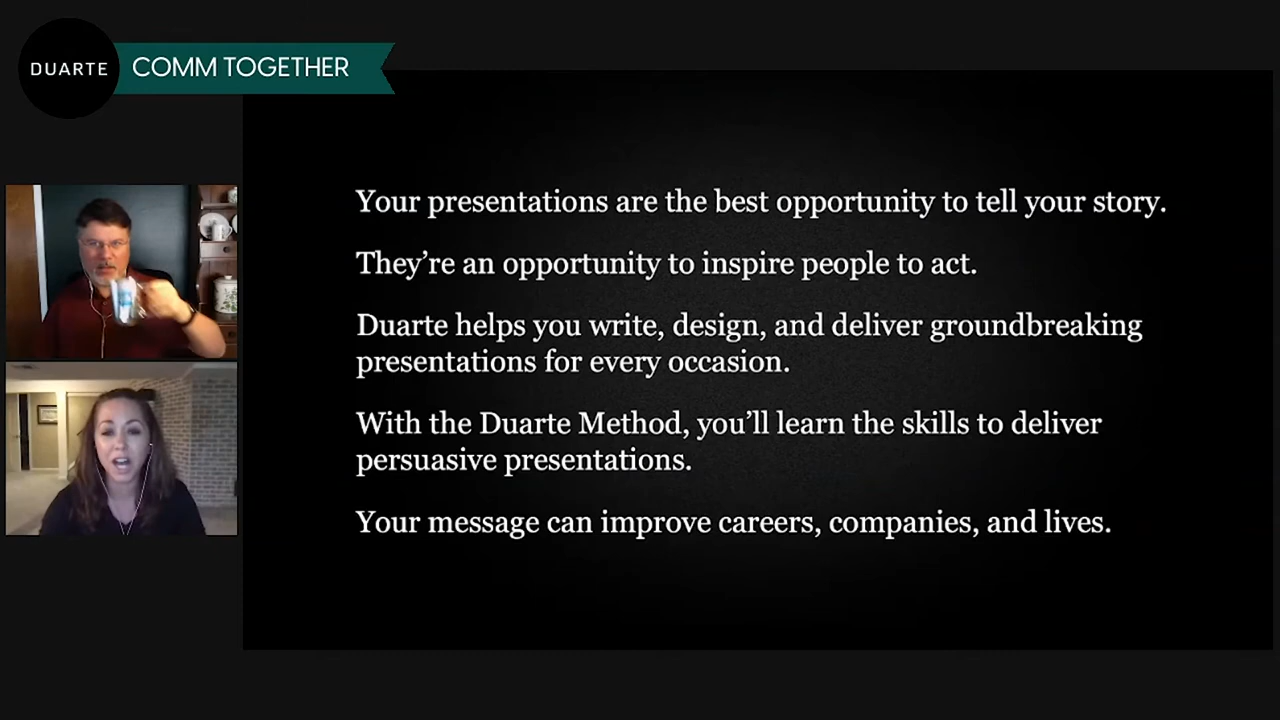 DUARTE
COMM TOGETHER
Your presentations are the best opportunity to tell your story.
They’re an opportunity to inspire people to act.
Duarte helps you write, design, and deliver groundbreaking
presentations for every occasion.
With the Duarte Method, you’ll learn the skills to deliver
persuasive presentations.
Your message can improve careers, companies, and lives.